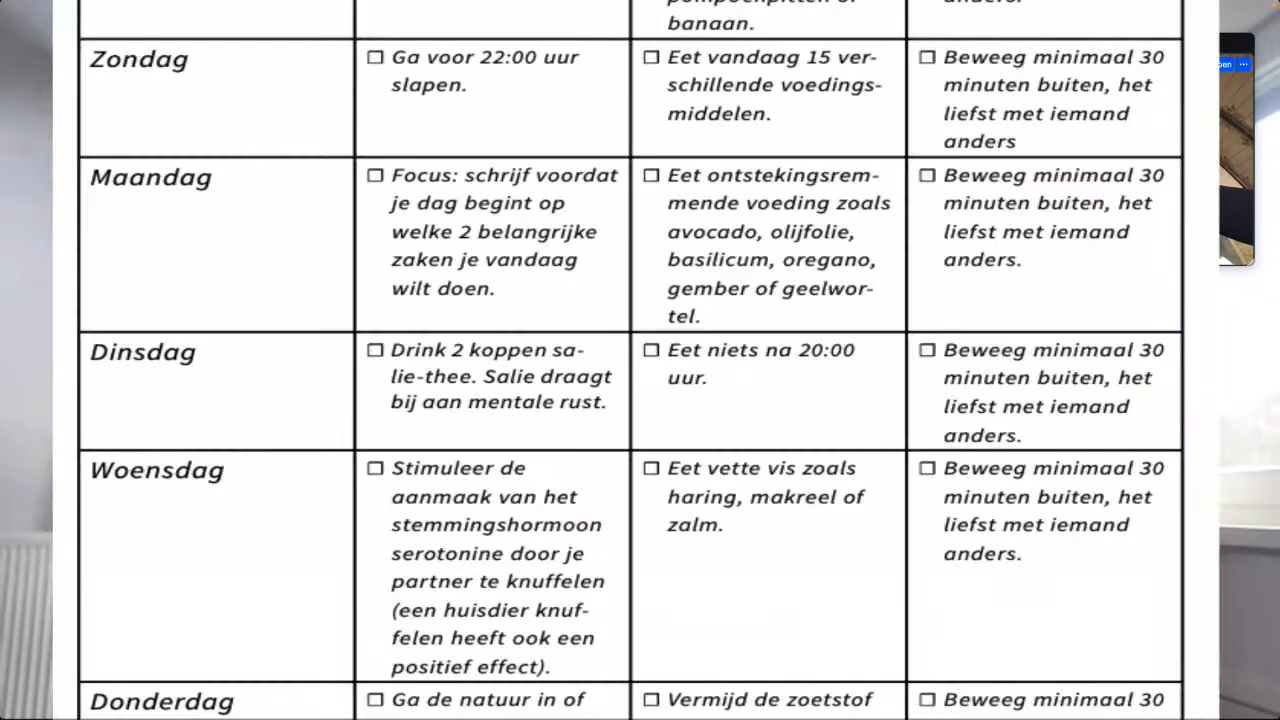 banaan.
anders.
Zondag
☐ Ga voor 22:00 uur
slapen.
☐ Eet vandaag 15 ver-
schillende voedings-
middelen.
☐ Beweeg minimaal 30
minuten buiten, het
liefst met iemand
anders
Maandag
☐ Focus: schrijf voordat
je dag begint op
welke 2 belangrijke
zaken je vandaag
wilt doen.
☐ Eet ontstekingsrem-
mende voeding zoals
avocado, olijfolie,
basilicum, oregano,
gember of geelwor-
tel.
☐ Beweeg minimaal 30
minuten buiten, het
liefst met iemand
anders.
Dinsdag
☐ Drink 2 koppen sa-
lie-thee. Salie draagt
bij aan mentale rust.
☐ Eet niets na 20:00
uur.
☐ Beweeg minimaal 30
minuten buiten, het
liefst met iemand
anders.
Woensdag
☐ Stimuleer de
aanmaak van het
stemmingshormoon
serotonine door je
partner te knuffelen
(een huisdier knuf-
felen heeft ook een
positief effect).
☐ Eet vette vis zoals
haring, makreel of
zalm.
☐ Beweeg minimaal 30
minuten buiten, het
liefst met iemand
anders.
Donderdag
☐ Ga de natuur in of
☐ Vermijd de zoetstof
☐ Beweeg minimaal 30